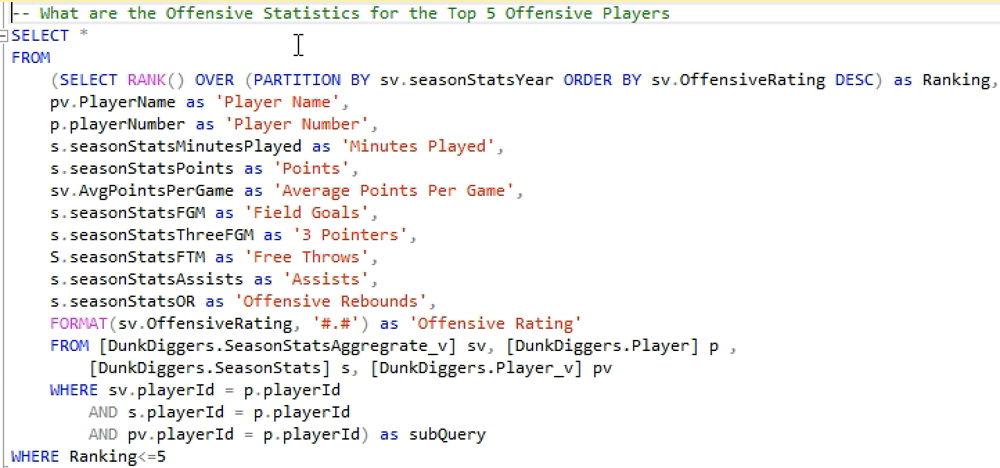 -- What are the Offensive Statistics for the Top 5 Offensive Players
SELECT *
FROM
(SELECT RANK() OVER (PARTITION BY sv.seasonStatsYear ORDER BY sv.OffensiveRating DESC) as Ranking,
pv.PlayerName as 'Player Name',
p.playerNumber as 'Player Number',
s.seasonStatsMinutesPlayed as 'Minutes Played',
s.seasonStatsPoints as 'Points',
sv.AvgPointsPerGame as 'Average Points Per Game',
s.seasonStatsFGM as 'Field Goals',
s.seasonStatsThreeFGM as '3 Pointers',
S.seasonStatsFTM as 'Free Throws',
s.seasonStatsAssists as 'Assists',
s.seasonStatsOR as 'Offensive Rebounds',
FORMAT(sv.OffensiveRating, '#.#') as 'Offensive Rating'
FROM [DunkDiggers.SeasonStatsAggregrate_v] sv, [DunkDiggers.Player] p ,
[DunkDiggers.SeasonStats] s, [DunkDiggers.Player_v] pv
WHERE sv.playerId = p.playerId
AND s.playerId = p.playerId
AND pv.playerId = p.playerId) as subQuery
WHERE Ranking<=5